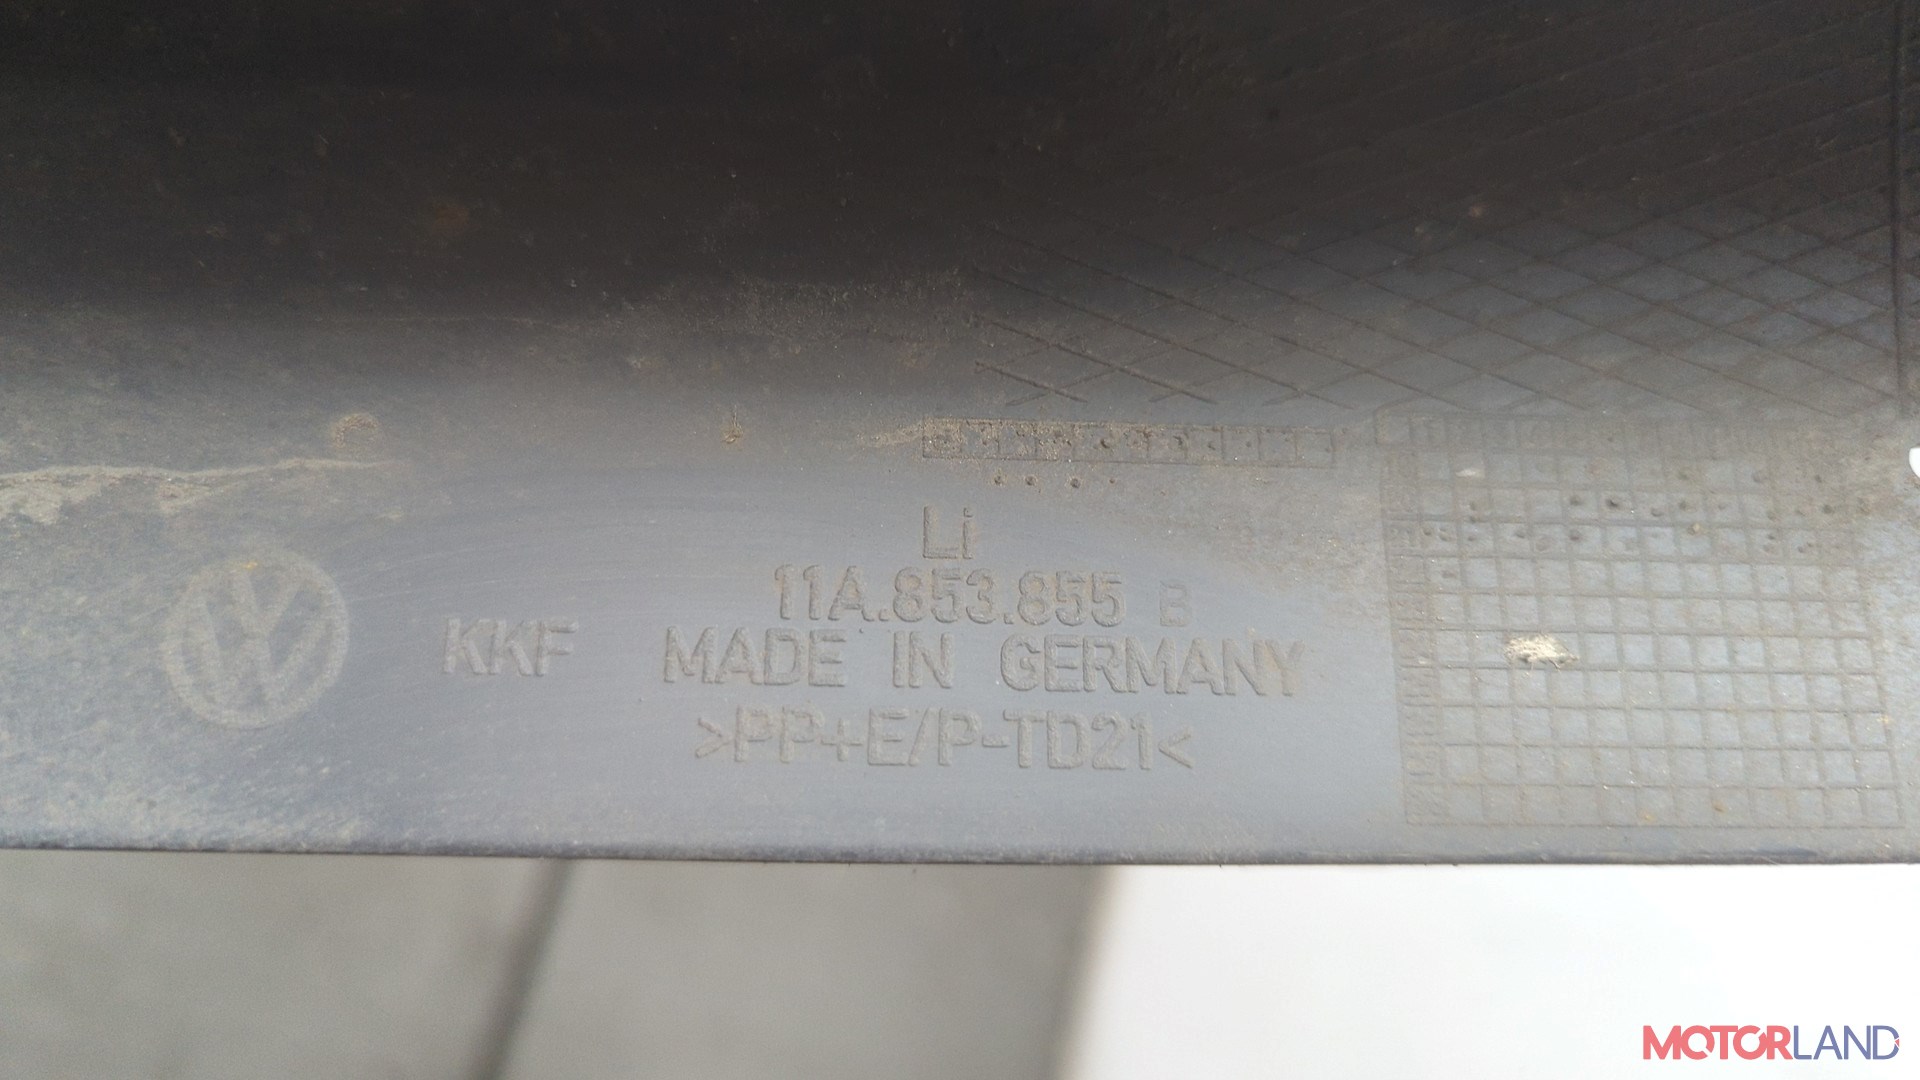 Li
11A.853.855 B
KKF MADE IN GERMANY
>PP+E/P-TD21<
MOTORLAND